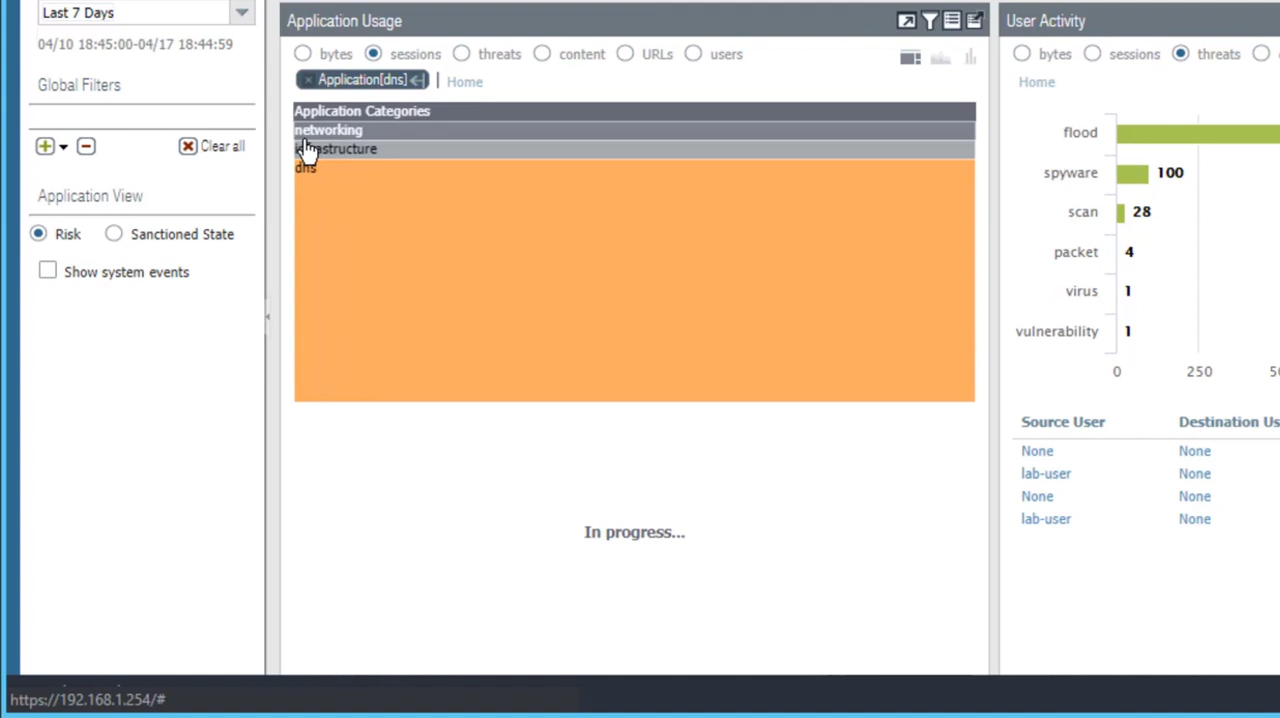 Last 7 Days
04/10 18:45:00-04/17 18:44:59
Global Filters
Clear all
Application View
Risk
Sanctioned State
Show system events
Application Usage
bytes
sessions
threats
content
URLs
users
Application[dns]
Home
Application Categories
networking
dns
In progress...
User Activity
bytes
sessions
threats
Home
flood
spyware
100
scan
28
packet
4
virus
1
vulnerability
1
0
250
Source User
Destination Us
None
None
lab-user
None
None
None
lab-user
None
https://192.168.1.254/#